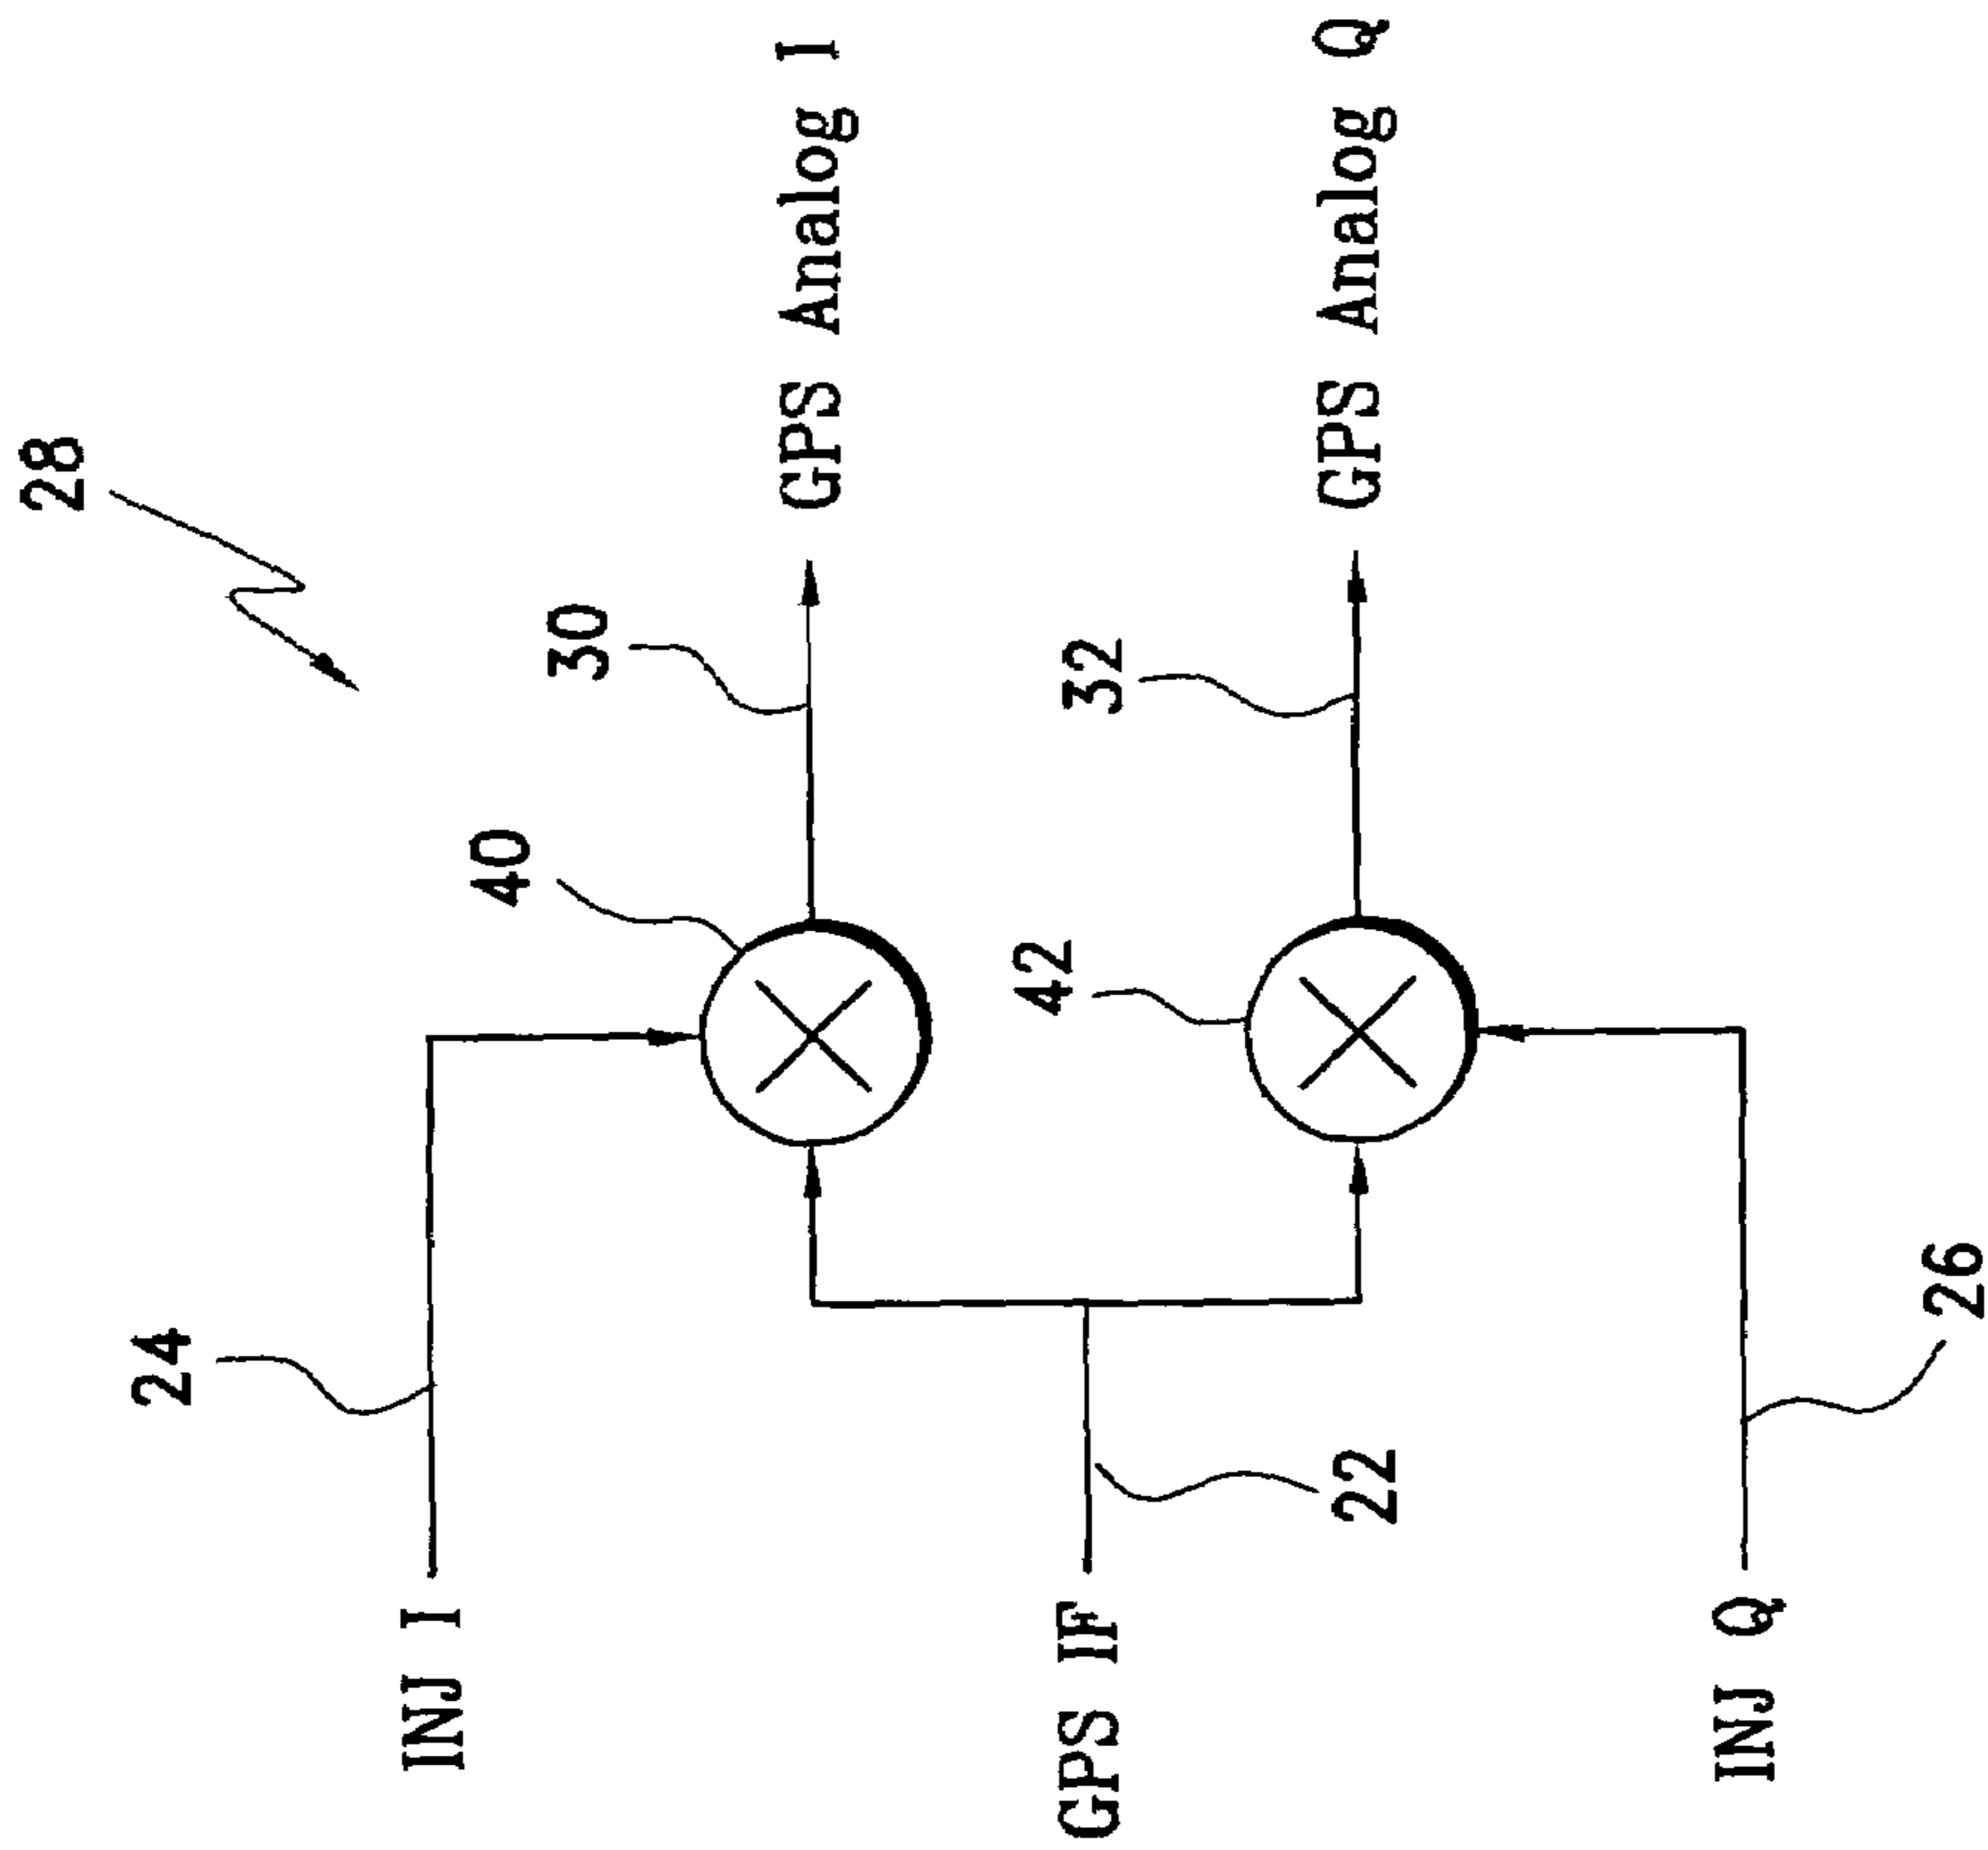 28
24
INJ I
40
30
GPS Analog I
GPS IF
22
42
32
GPS Analog Q
INJ Q
26